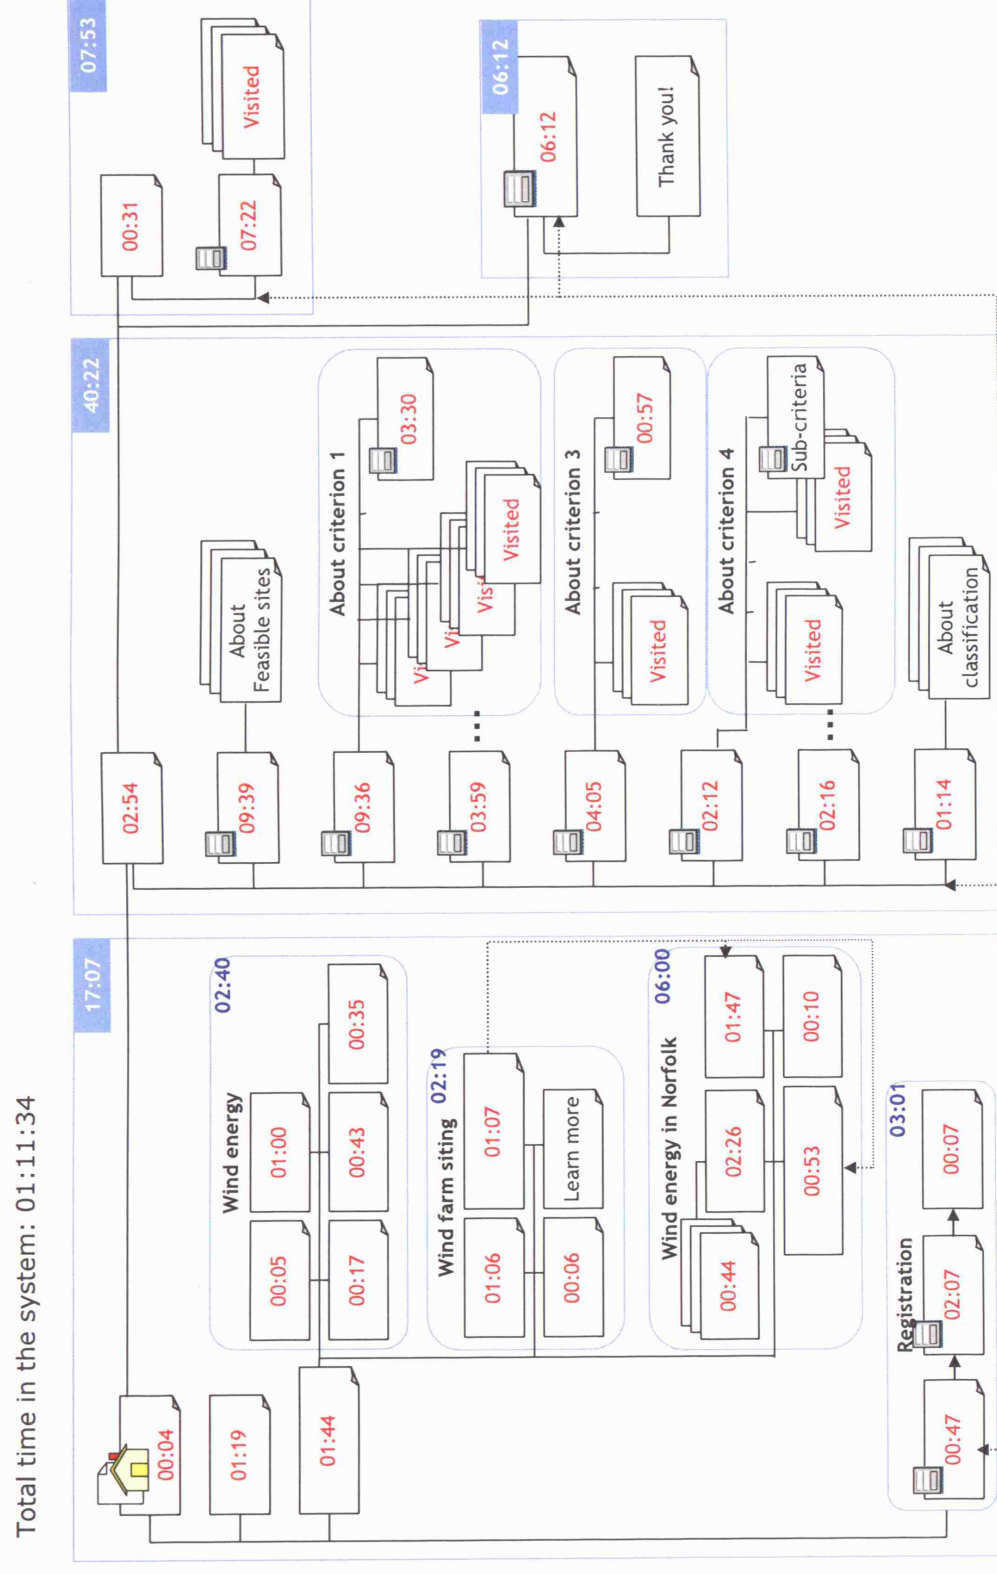 Total time in the system: 01:11:34
17:07
00:04
01:19
01:44
Wind energy
02:40
00:05
01:00
00:17
00:43
00:35
Wind farm siting
02:19
01:06
01:07
00:06
Learn more
Wind energy in Norfolk
06:00
00:44
02:26
01:47
00:53
00:10
Registration
03:01
00:47
02:07
00:07
40:22
02:54
09:39
About
Feasible sites
09:36
About criterion 1
Vi
Vi
Vis
Visited
03:30
03:59
...
04:05
About criterion 3
Visited
00:57
02:12
About criterion 4
Visited
Visited
Sub-criteria
02:16
...
01:14
About
classification
07:53
00:31
07:22
Visited
06:12
06:12
Thank you!